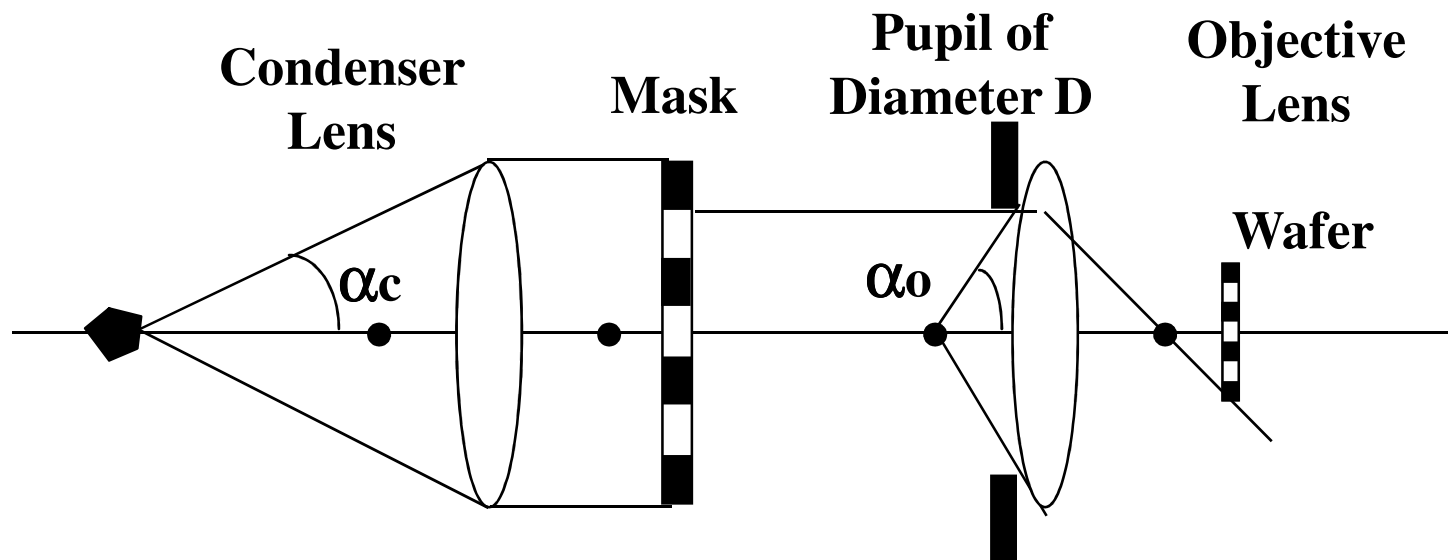 Condenser
Lens
Mask
Pupil of
Diameter D
Objective
Lens
Wafer
αc
αo